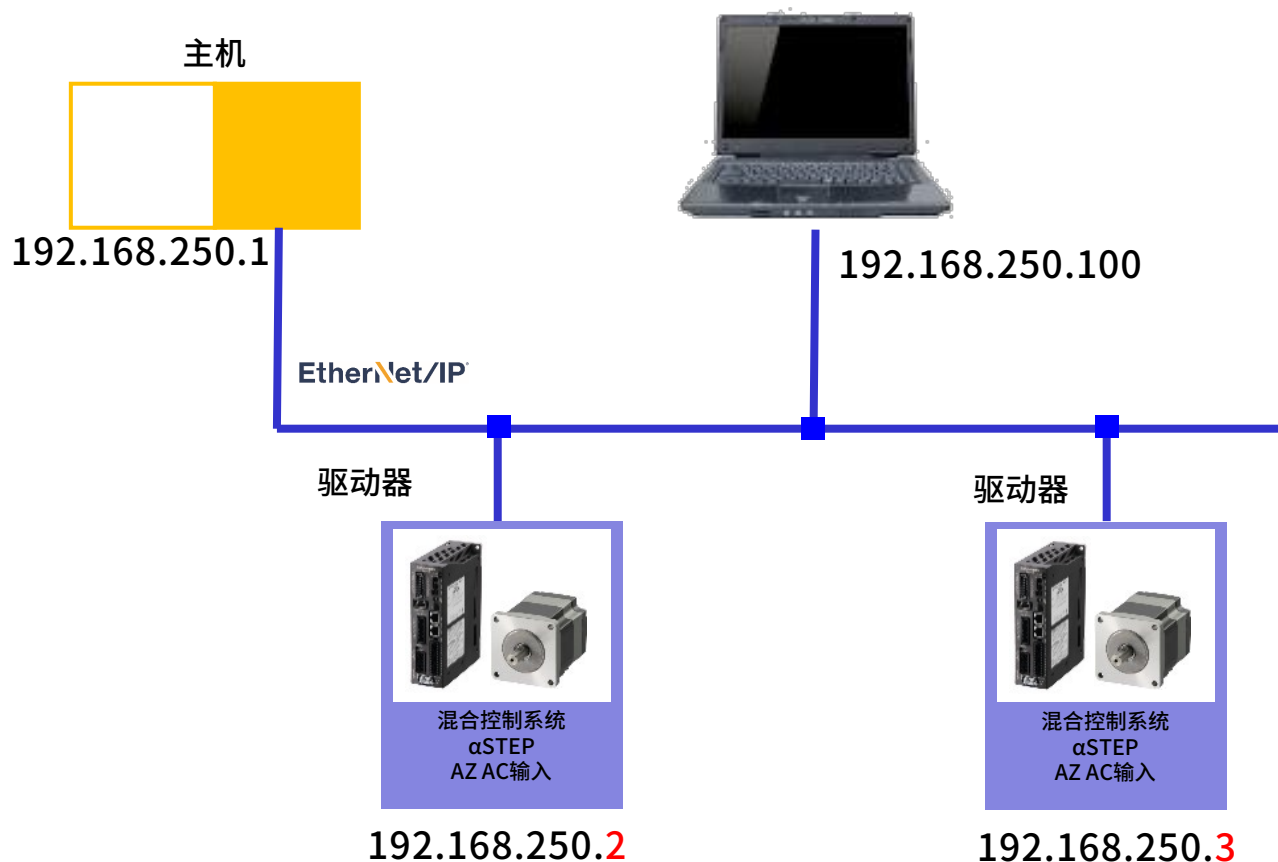 主机
192.168.250.1
192.168.250.100
EtherNet/IP
驱动器
驱动器
混合控制系统
αSTEP
AZ AC输入
混合控制系统
αSTEP
AZ AC输入
192.168.250.2
192.168.250.3